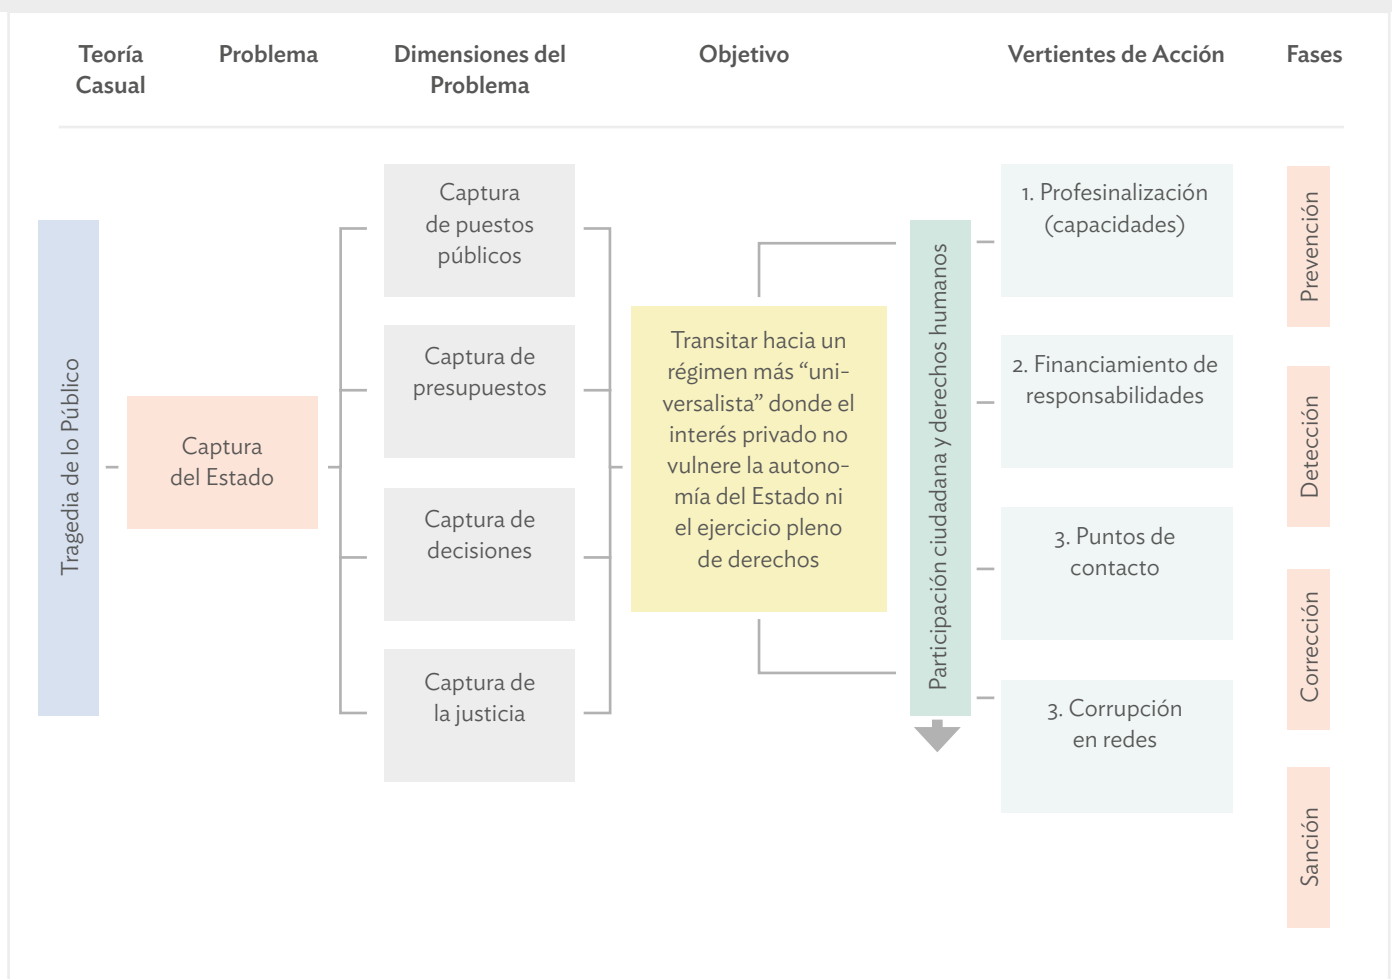 Teoría
Casual
Problema
Dimensiones del
Problema
Objetivo
Vertientes de Acción
Fases
Tragedia de lo Público
Captura
del Estado
Captura
de puestos
públicos
Captura de
presupuestos
Captura de
decisiones
Captura de
la justicia
Transitar hacia un
régimen más “uni-
versalista” donde el
interés privado no
vulnere la autono-
mía del Estado ni
el ejercicio pleno
de derechos
Participación ciudadana y derechos humanos
1. Profesinalización
(capacidades)
2. Financiamiento de
responsabilidades
3. Puntos de
contacto
3. Corrupción
en redes
Prevención
Detección
Corrección
Sanción